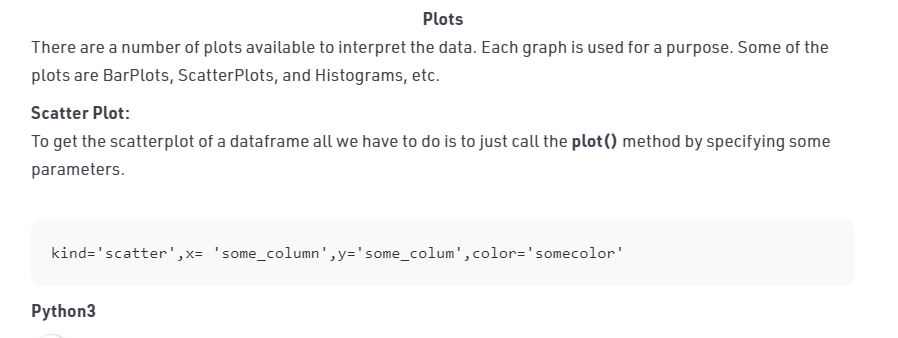 Plots
There are a number of plots available to interpret the data. Each graph is used for a purpose. Some of the
plots are BarPlots, ScatterPlots, and Histograms, etc.
Scatter Plot:
To get the scatterplot of a dataframe all we have to do is to just call the plot() method by specifying some
parameters.
kind='scatter',x= 'some_column',y='some_colum',color='somecolor'
Python3